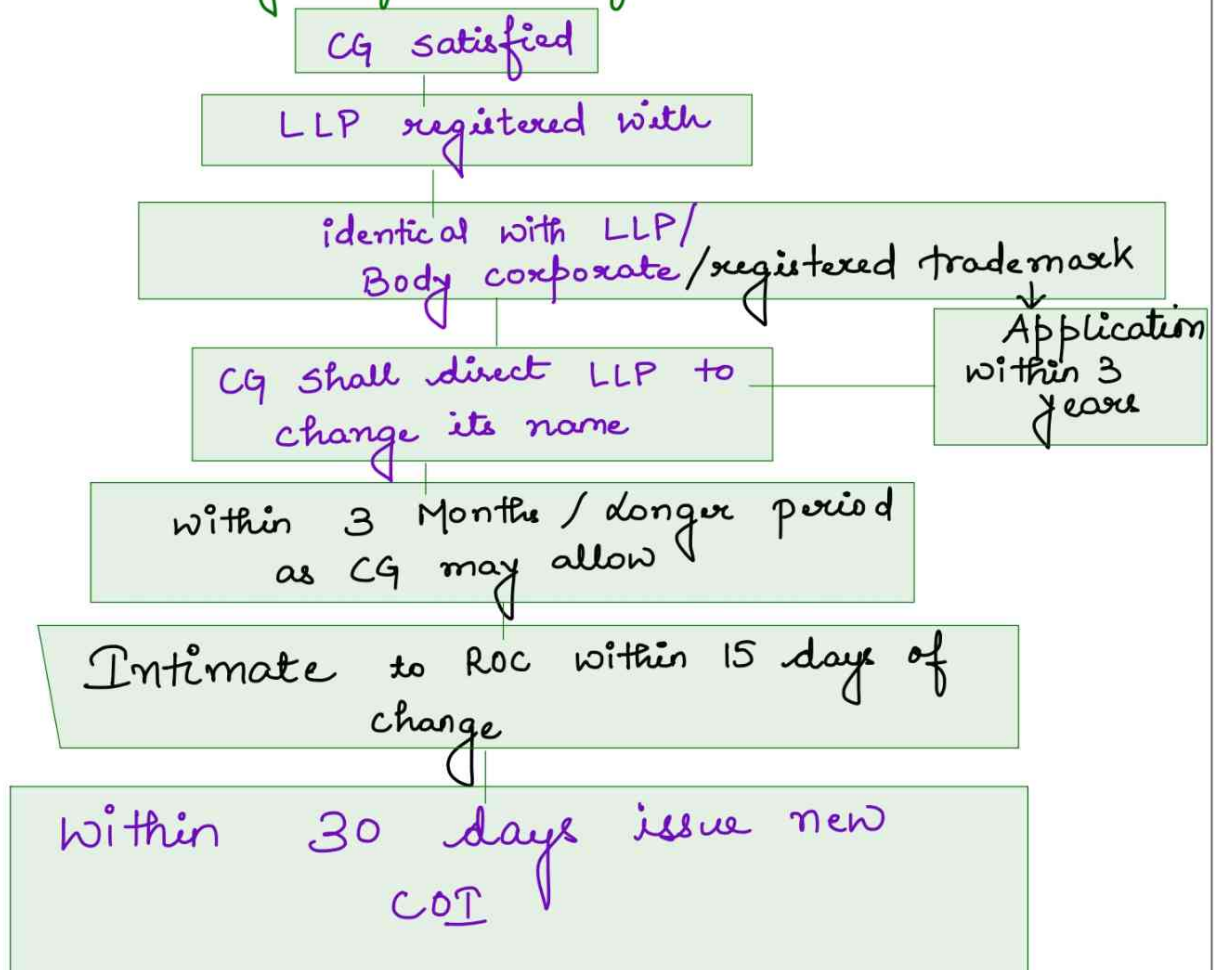 CG satisfied
LLP registered with
identical with LLP/
Body corporate/registered trademark
Application
within 3
years
CG shall direct LLP to
change its name
within 3 Months / Longer period
as CG may allow
Intimate to ROC within 15 days of
change
Within 30 days issue new
COI